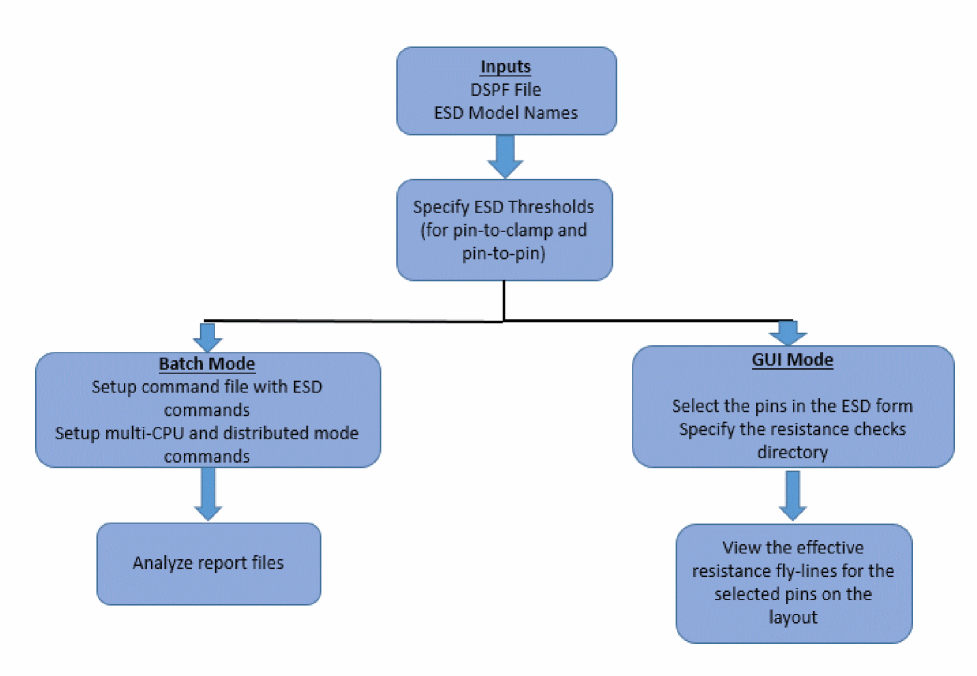 Inputs
DSPF File
ESD Model Names
Specify ESD Thresholds
(for pin-to-clamp and
pin-to-pin)
Batch Mode
Setup command file with ESD
commands
Setup multi-CPU and distributed mode
commands
GUI Mode
Select the pins in the ESD form
Specify the resistance checks
directory
Analyze report files
View the effective
resistance fly-lines for the
selected pins on the
layout